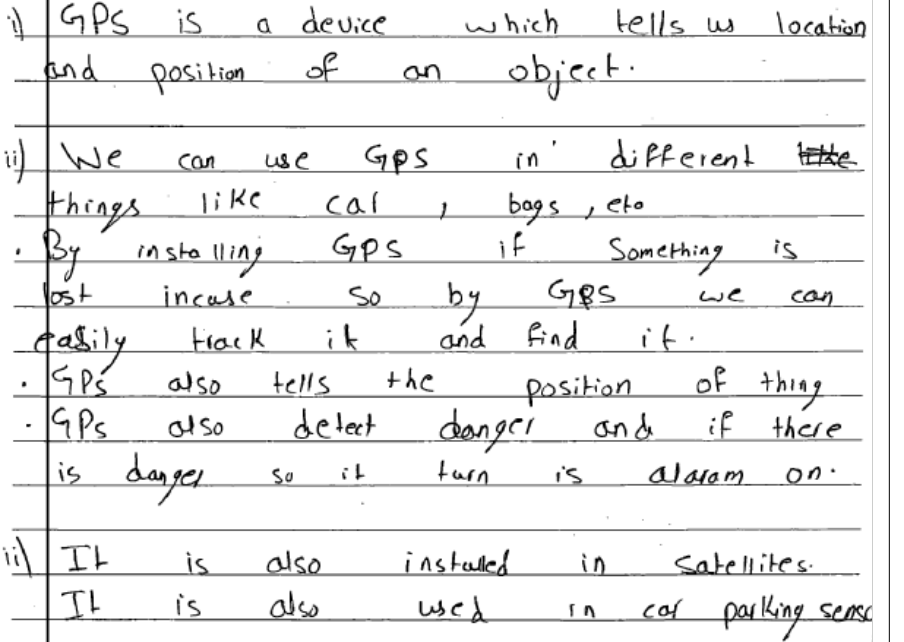 i) GPS is a device which tells us location
and position of an object.
ii) We can use GPS in different
things like car , bags , etc
. By installing GPS if Something is
lost incase . So by GPS we can
easily track it and find it.
. GPS also tells the position of thing
. GPS also detect danger and if there
is danger so it turn is alaram on.
ii) It is also installed in satellites.
It is also used in car parking senso